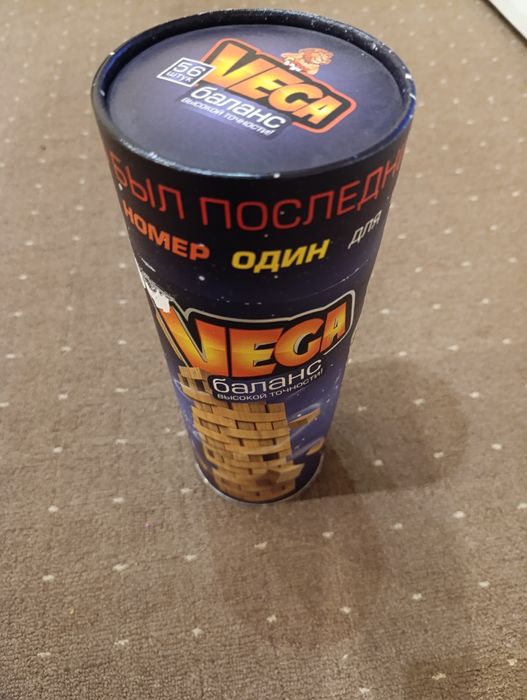 56
ШТУК
VEGA
баланс
ВЫСОКОЙ ТОЧНОСТИ!
БЫЛ ПОСЛЕДН
НОМЕР ОДИН ДЛЯ
VEGA
баланс
ВЫСОКОЙ ТОЧНОСТИ!